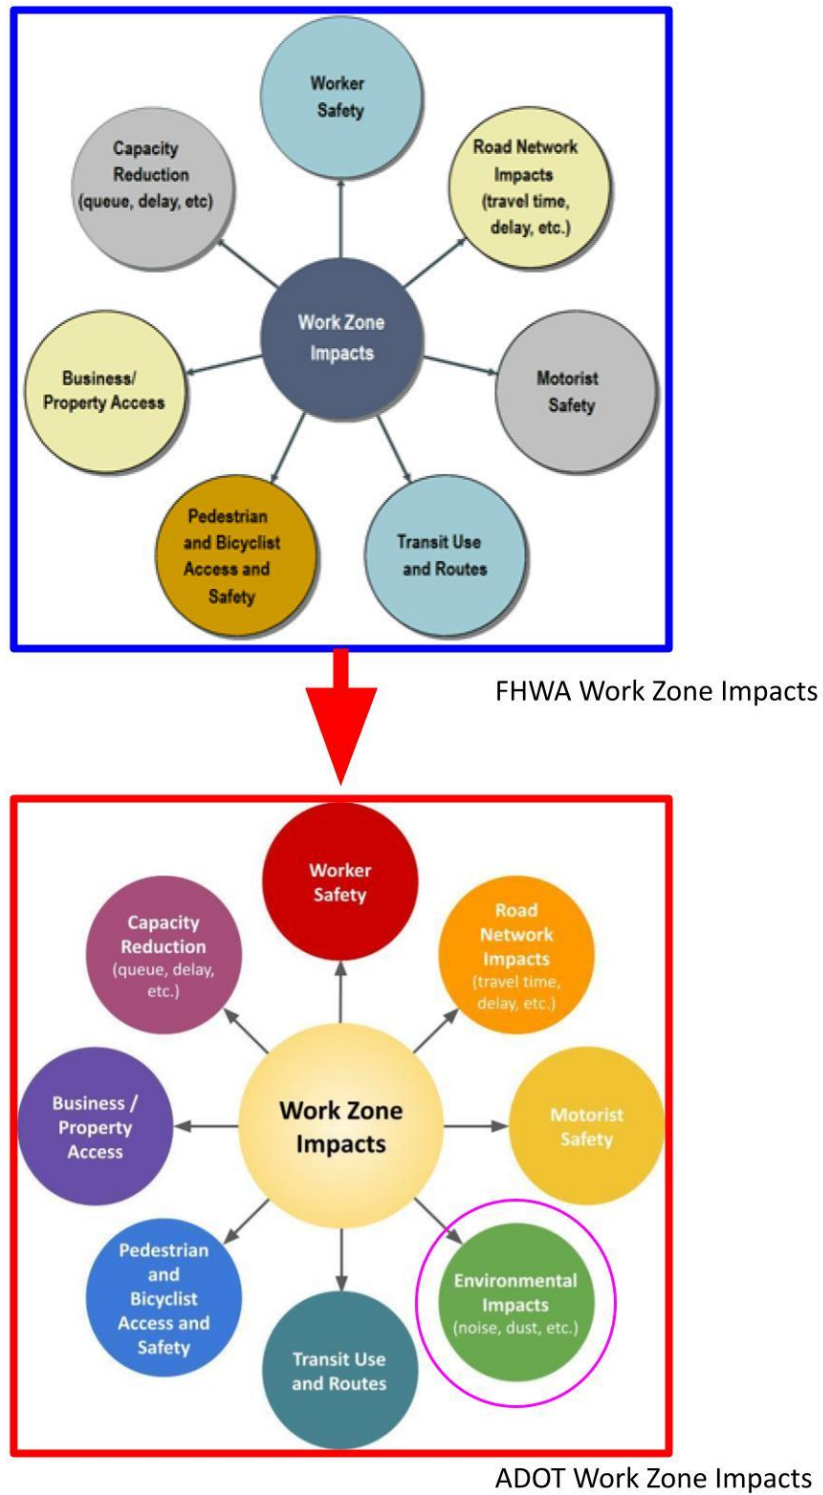 Worker
Safety
Capacity
Reduction
(queue, delay, etc)
Road Network
Impacts
(travel time,
delay, etc.)
Work Zone
Impacts
Business/
Property Access
Motorist
Safety
Pedestrian
and Bicyclist
Access and
Safety
Transit Use
and Routes
FHWA Work Zone Impacts
Worker
Safety
Capacity
Reduction
(queue, delay,
etc.)
Road
Network
Impacts
(travel time,
delay, etc.)
Business /
Property
Access
Work Zone
Impacts
Motorist
Safety
Pedestrian
and
Bicyclist
Access and
Safety
Environmental
Impacts
(noise, dust, etc.)
Transit Use
and Routes
ADOT Work Zone Impacts